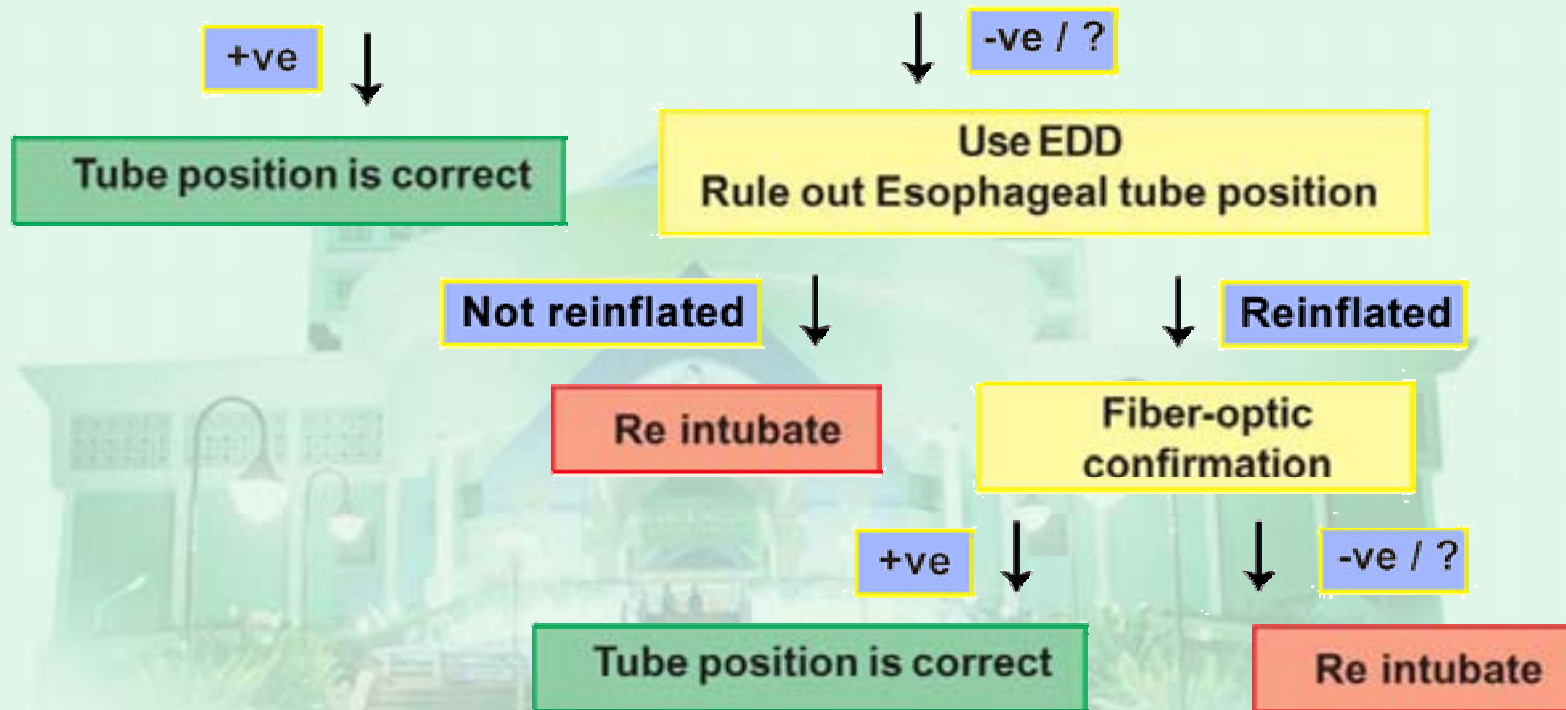 +ve
-ve / ?
Tube position is correct
Use EDD
Rule out Esophageal tube position
Not reinflated
Reinflated
Re intubate
Fiber-optic
confirmation
+ve
-ve / ?
Tube position is correct
Re intubate